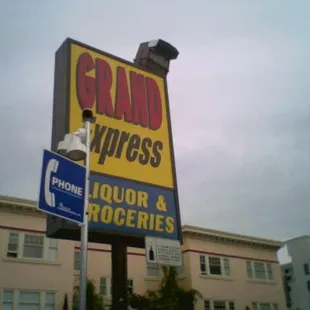 GRAND
Express
LIQUOR &
GROCERIES
PHONE